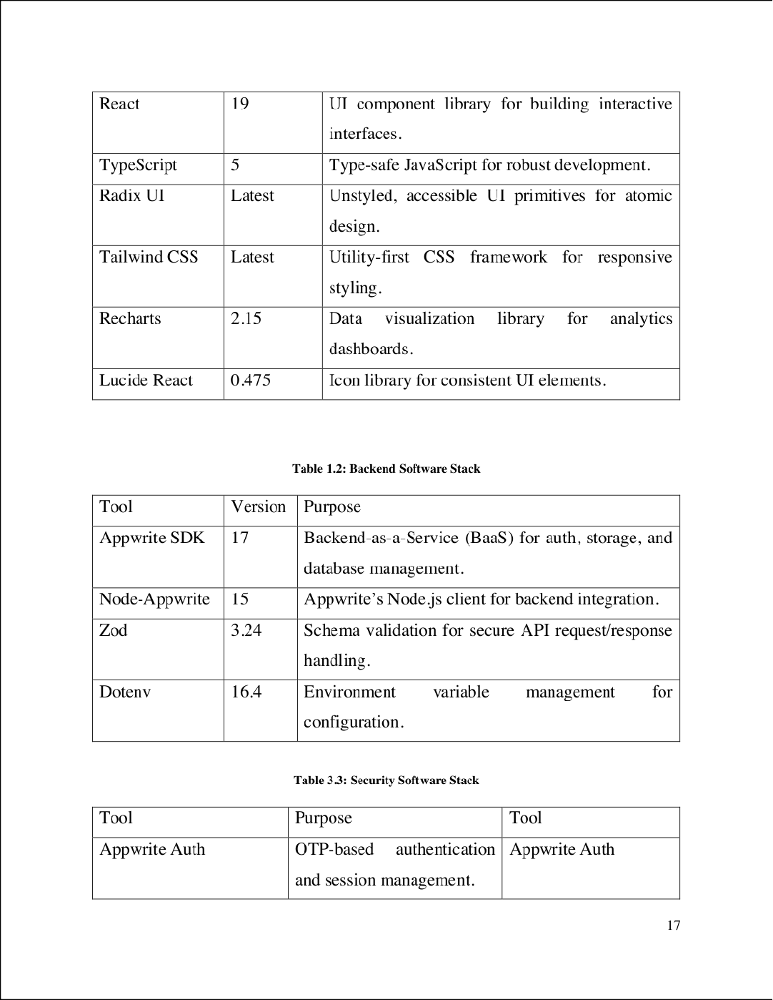 React 19 UI component library for building interactive
interfaces.
TypeScript 5 Type-safe JavaScript for robust development.
Radix UI Latest Unstyled, accessible UI primitives for atomic
design.
Tailwind CSS Latest Utility-first CSS framework for responsive
styling.
Recharts 2.15 Data visualization library for analytics
dashboards.
Lucide React 0.475 Icon library for consistent UI elements.
Table 1.2: Backend Software Stack
Tool Version Purpose
Appwrite SDK 17 Backend-as-a-Service (BaaS) for auth, storage, and
database management.
Node-Appwrite 15 Appwrite’s Node.js client for backend integration.
Zod 3.24 Schema validation for secure API request/response
handling.
Dotenv 16.4 Environment variable management for
configuration.
Table 3.3: Security Software Stack
Tool Purpose Tool
Appwrite Auth OTP-based authentication Appwrite Auth
and session management.
17